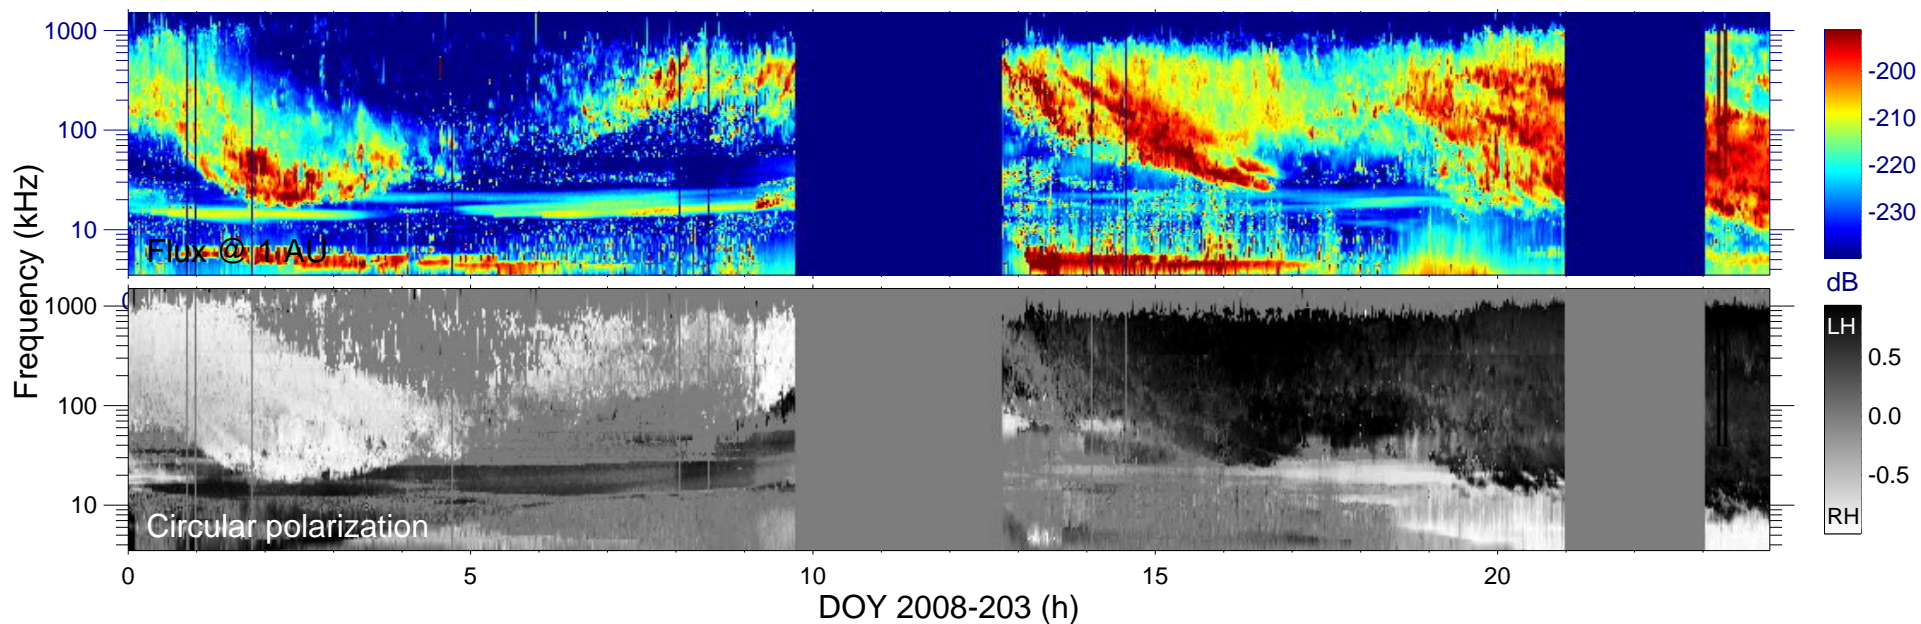 1000
100
10
Flux @ 1 AU
-200
-210
-220
-230
dB
0
Frequency (kHz)
1000
100
10
Circular polarization
LH
0.5
0.0
-0.5
RH
0
5
10
15
20
DOY 2008-203 (h)